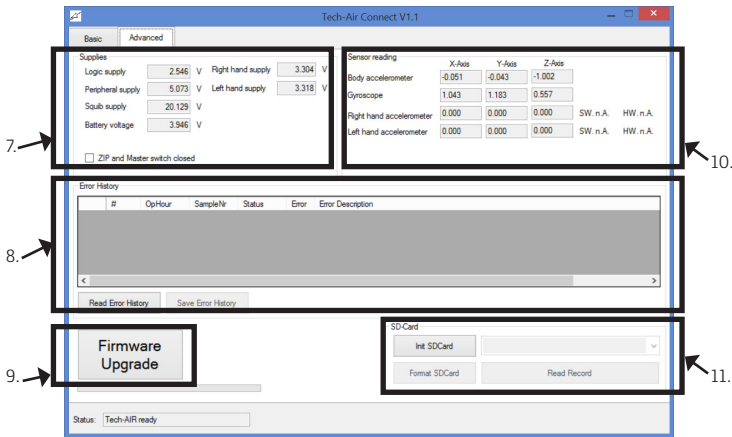 Tech-Air Connect V1.1
Basic Advanced
Supplies
Logic supply 2.546 V Right hand supply 3.304 V
Peripheral supply 5.073 V Left hand supply 3.318 V
Squib supply 20.129 V
Battery voltage 3.946 V
ZIP and Master switch closed
7.
Sensor reading
X-Axis Y-Axis Z-Axis
Body accelerometer -0.051 -0.043 -1.002
Gyroscope 1.043 1.183 0.557
Right hand accelerometer 0.000 0.000 0.000 SW. n.A. HW. n.A.
Left hand accelerometer 0.000 0.000 0.000 SW. n.A. HW. n.A.
10.
Error History
# OpHour SampleNr Status Error Error Description
8.
Read Error History Save Error History
Firmware
Upgrade
9.
SD-Card
Init SDCard
Format SDCard Read Record
11.
Status: Tech-AIR ready